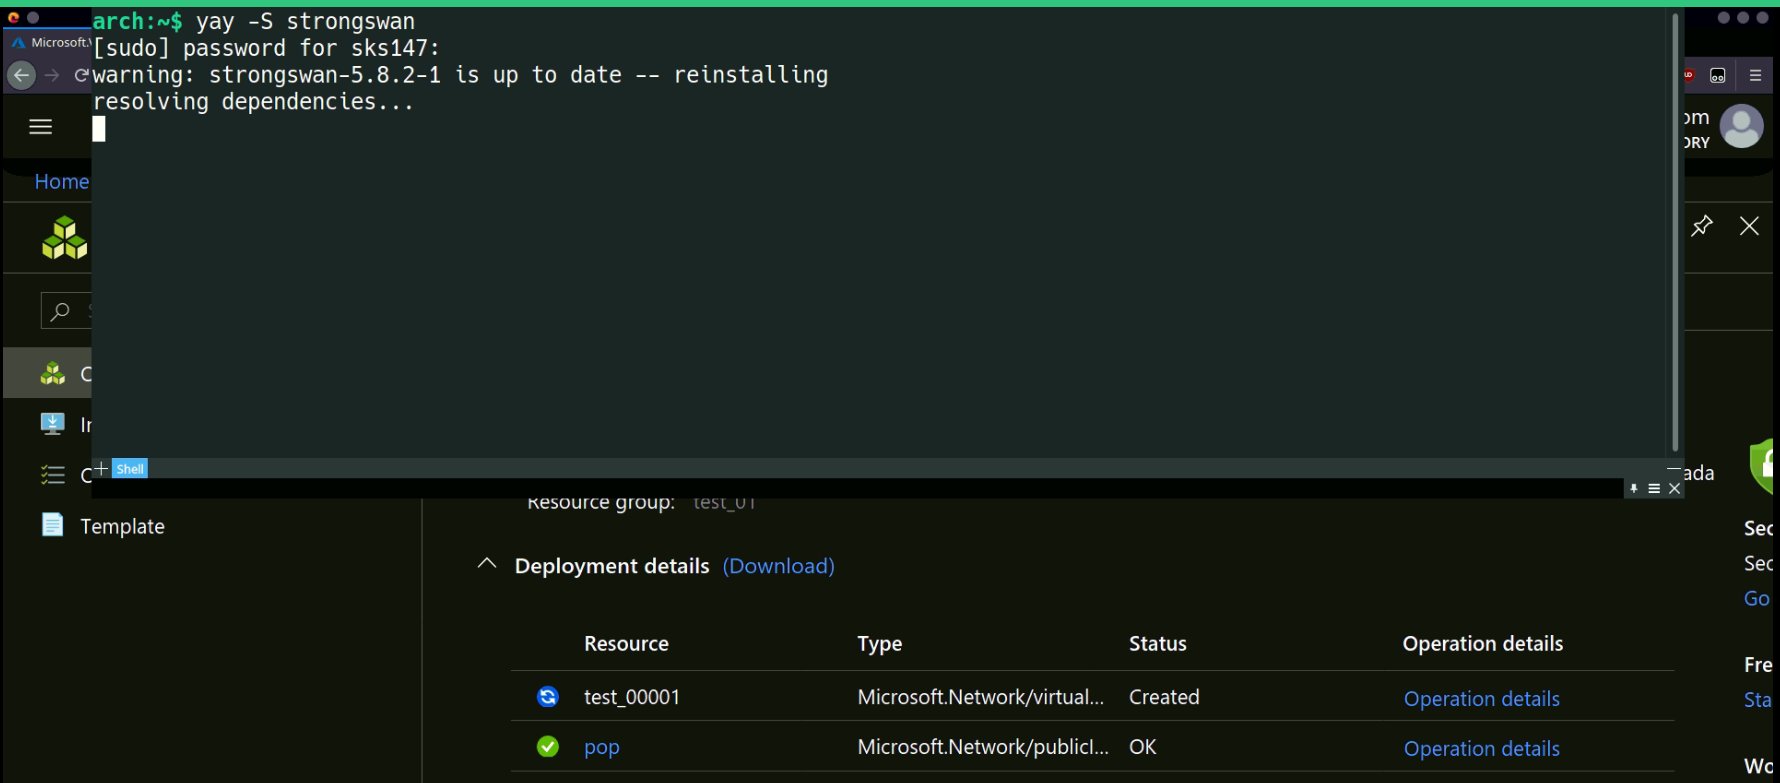 arch:~$ yay -S strongswan
Microsoft.
[sudo] password for sks147:
warning: strongswan-5.8.2-1 is up to date -- reinstalling
resolving dependencies...
om
ORY
Home
Shell
ada
Resource group: test_01
Template
Sec
Sec
Deployment details (Download)
Go
Resource Type Status Operation details
Fre
test_00001 Microsoft.Network/virtual... Created Operation details
Sta
pop Microsoft.Network/publicI... OK Operation details
Wo